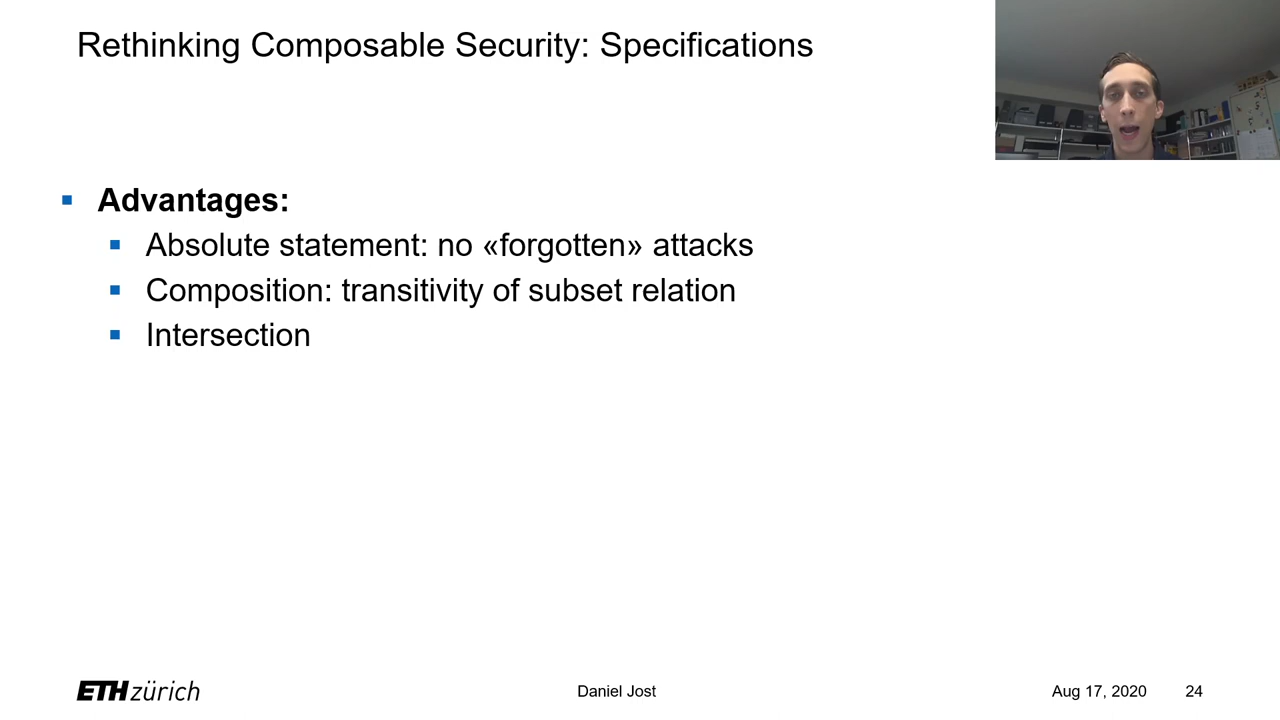 Rethinking Composable Security: Specifications
Advantages:
Absolute statement: no «forgotten» attacks
Composition: transitivity of subset relation
Intersection
ETH zürich
Daniel Jost
Aug 17, 2020
24